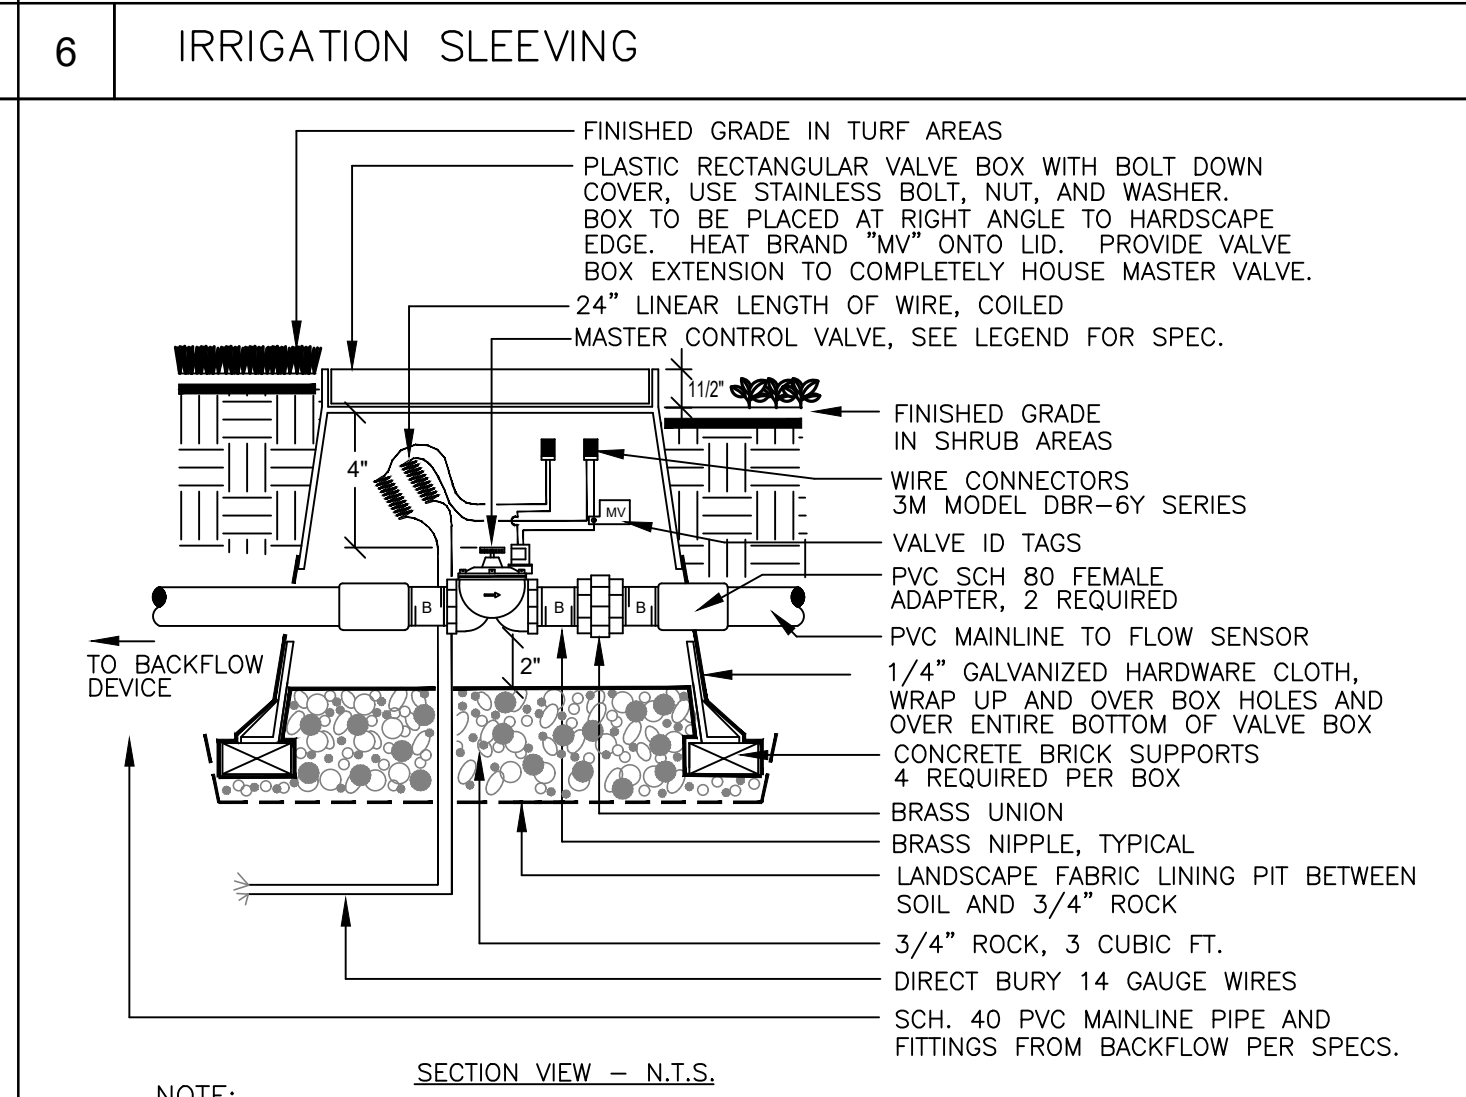 6
IRRIGATION SLEEVING
FINISHED GRADE IN TURF AREAS
PLASTIC RECTANGULAR VALVE BOX WITH BOLT DOWN
COVER, USE STAINLESS BOLT, NUT, AND WASHER.
BOX TO BE PLACED AT RIGHT ANGLE TO HARDSCAPE
EDGE. HEAT BRAND "MV" ONTO LID. PROVIDE VALVE
BOX EXTENSION TO COMPLETELY HOUSE MASTER VALVE.
24" LINEAR LENGTH OF WIRE, COILED
MASTER CONTROL VALVE, SEE LEGEND FOR SPEC.
11/2"
FINISHED GRADE
IN SHRUB AREAS
4"
WIRE CONNECTORS
3M MODEL DBR-6Y SERIES
MV
VALVE ID TAGS
PVC SCH 80 FEMALE
ADAPTER, 2 REQUIRED
B
B
B
PVC MAINLINE TO FLOW SENSOR
TO BACKFLOW
DEVICE
2"
1/4" GALVANIZED HARDWARE CLOTH,
WRAP UP AND OVER BOX HOLES AND
OVER ENTIRE BOTTOM OF VALVE BOX
CONCRETE BRICK SUPPORTS
4 REQUIRED PER BOX
BRASS UNION
BRASS NIPPLE, TYPICAL
LANDSCAPE FABRIC LINING PIT BETWEEN
SOIL AND 3/4" ROCK
3/4" ROCK, 3 CUBIC FT.
DIRECT BURY 14 GAUGE WIRES
SCH. 40 PVC MAINLINE PIPE AND
FITTINGS FROM BACKFLOW PER SPECS.
SECTION VIEW - N.T.S.
NOTE: